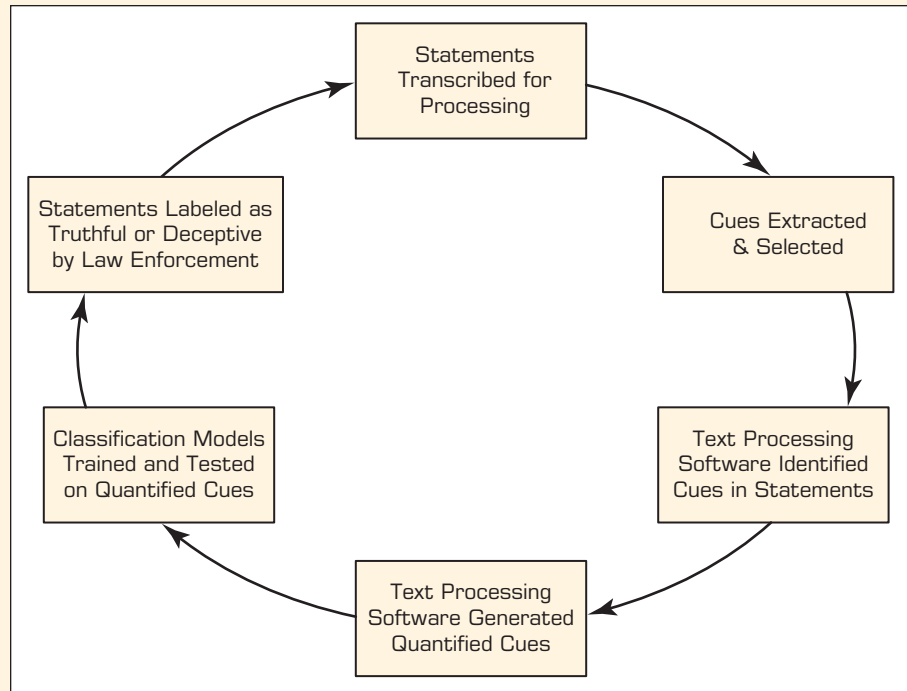 Statements
Transcribed for
Processing
Cues Extracted
& Selected
Text Processing
Software Identified
Cues in Statements
Text Processing
Software Generated
Quantified Cues
Classification Models
Trained and Tested
on Quantified Cues
Statements Labeled as
Truthful or Deceptive
by Law Enforcement